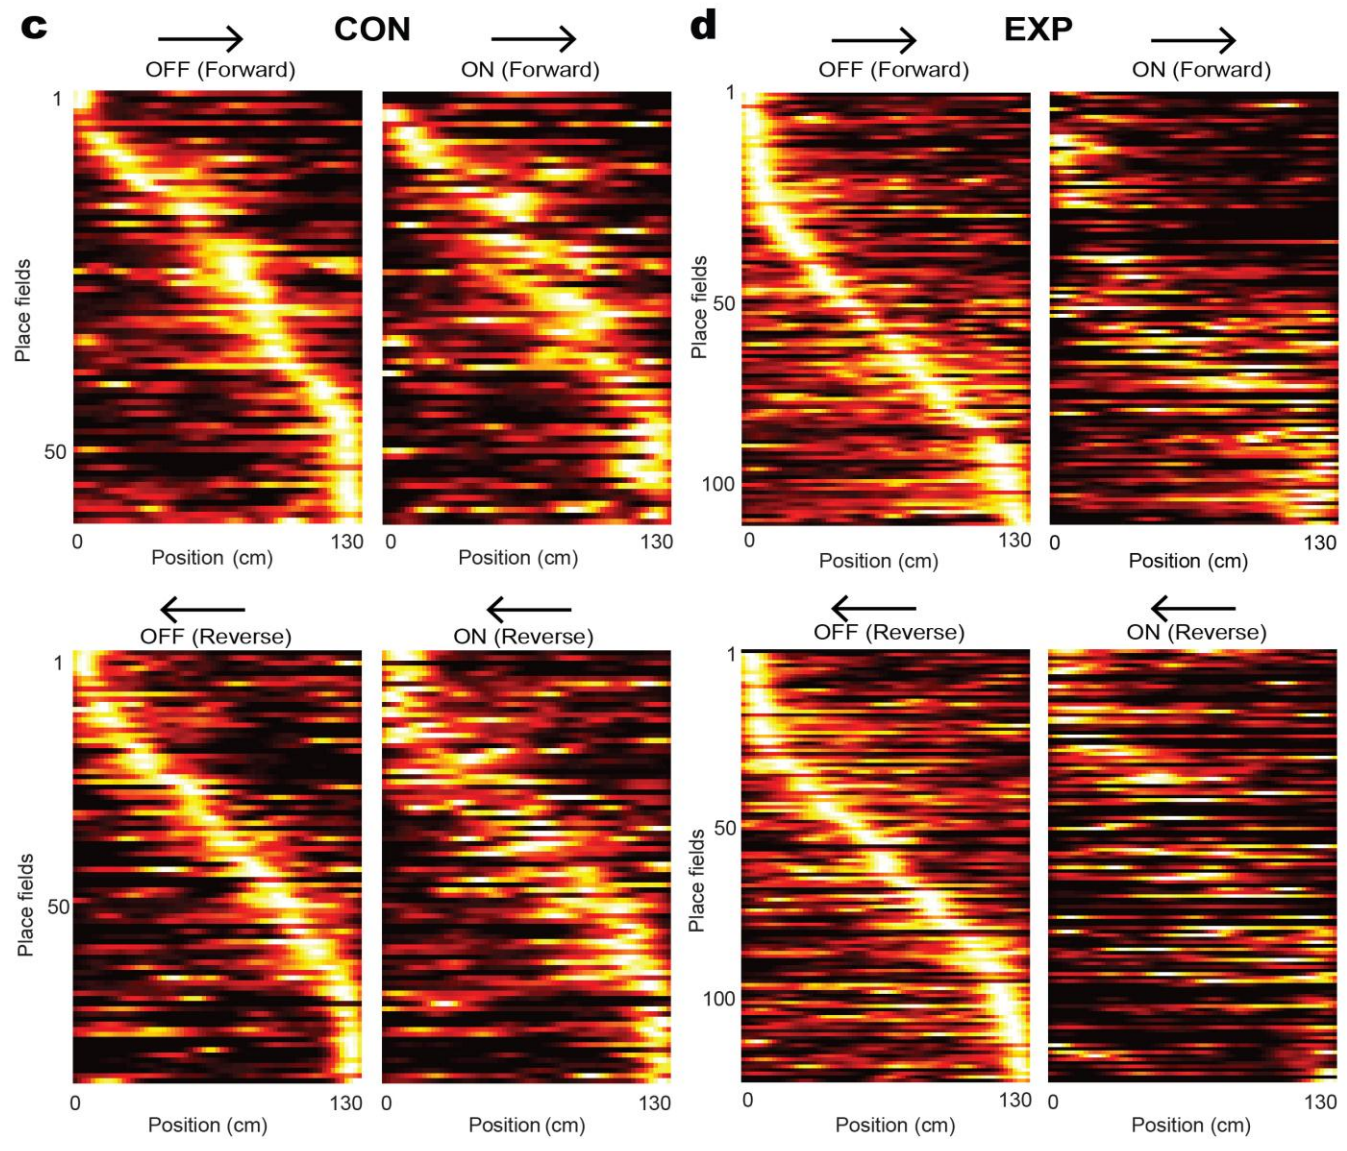 c CON d EXP
OFF (Forward) ON (Forward) OFF (Forward) ON (Forward)
1 1
Place fields Place fields
50
50
100
0 130 0 130 0 130 0 130
Position (cm) Position (cm) Position (cm) Position (cm)
OFF (Reverse) ON (Reverse) OFF (Reverse) ON (Reverse)
1 1
50
Place fields Place fields
50
100
0 130 0 130 0 130 0 130
Position (cm) Position (cm) Position (cm) Position (cm)